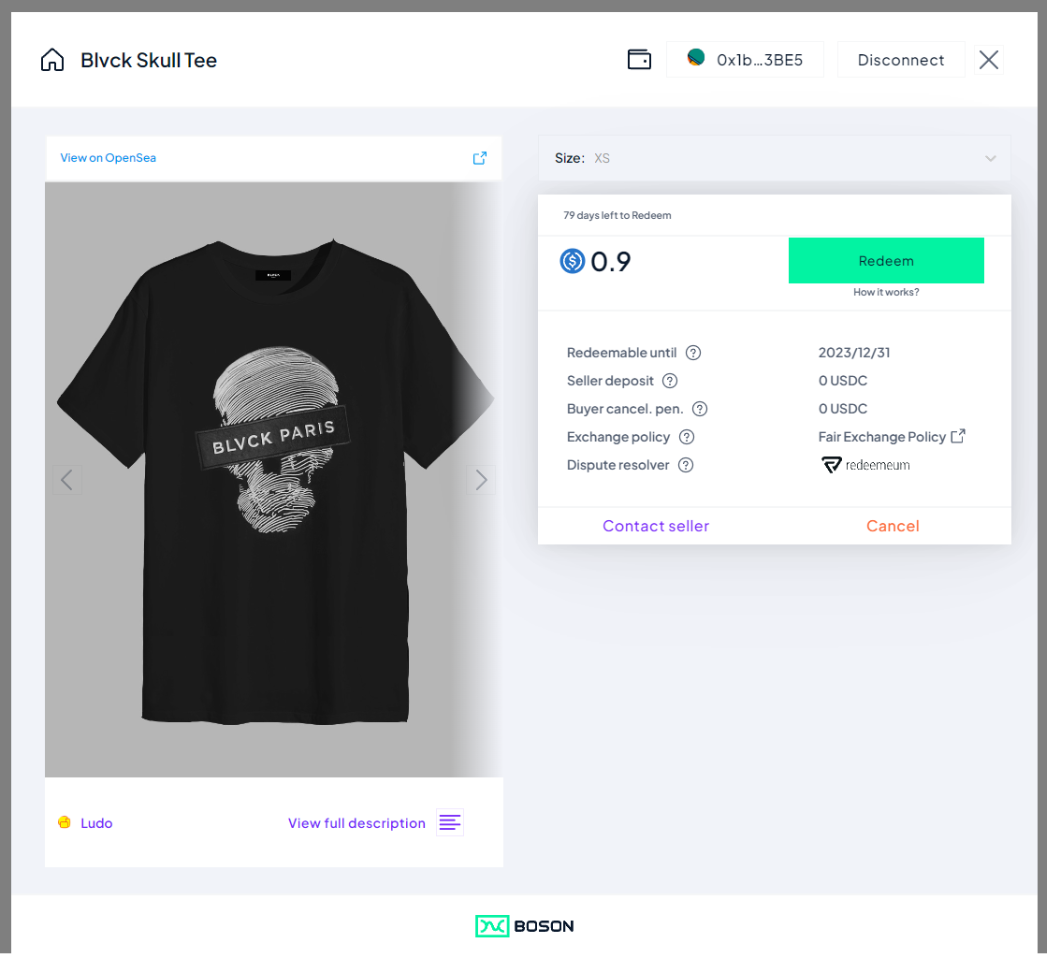 Blvck Skull Tee
0x1b...3BE5
Disconnect
View on OpenSea
BLVCK PARIS
Ludo
View full description
Size: XS
79 days left to Redeem
0.9
Redeem
How it works?
Redeemable until 2023/12/31
Seller deposit 0 USDC
Buyer cancel. pen. 0 USDC
Exchange policy Fair Exchange Policy
Dispute resolver redeemeum
Contact seller
Cancel
BOSON